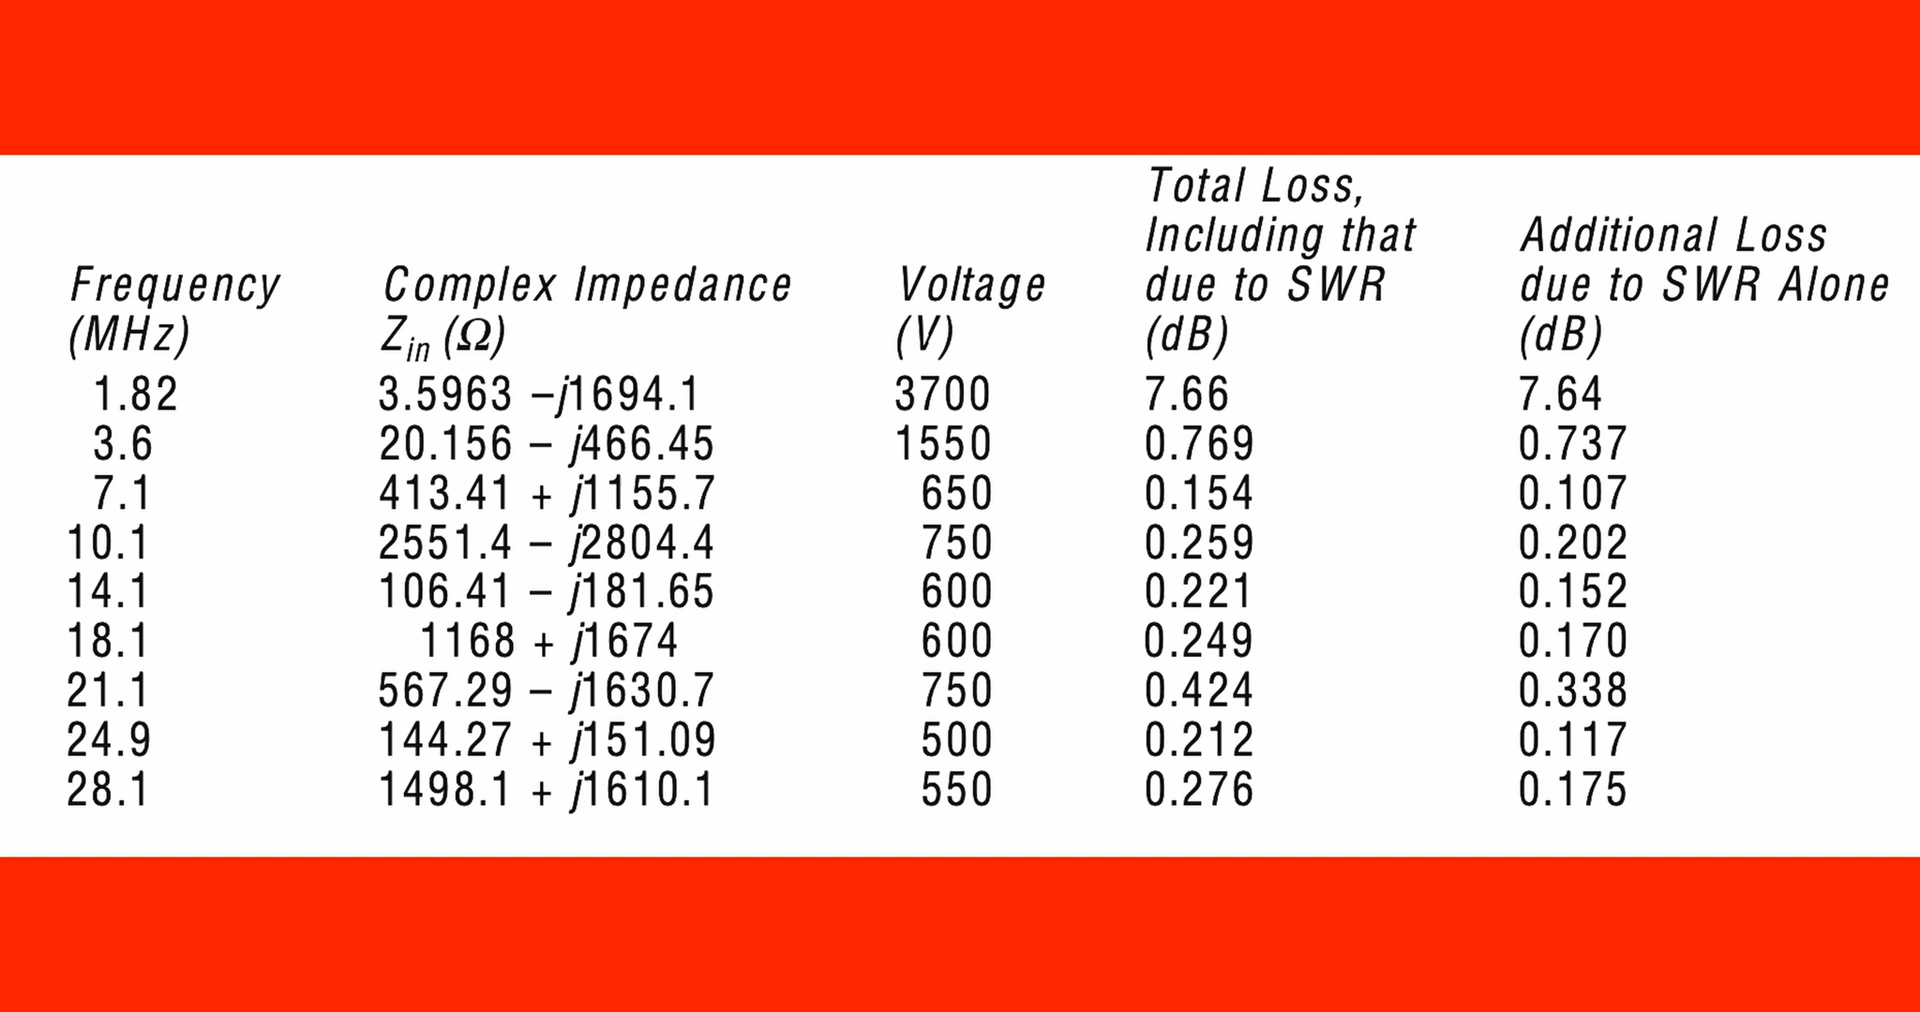 Total Loss,
Including that Additional Loss
Frequency Complex Impedance Voltage due to SWR due to SWR Alone
(MHz) Zin (Ω) (V) (dB) (dB)
1.82 3.5963 –j1694.1 3700 7.66 7.64
3.6 20.156 – j466.45 1550 0.769 0.737
7.1 413.41 + j1155.7 650 0.154 0.107
10.1 2551.4 – j2804.4 750 0.259 0.202
14.1 106.41 – j181.65 600 0.221 0.152
18.1 1168 + j1674 600 0.249 0.170
21.1 567.29 – j1630.7 750 0.424 0.338
24.9 144.27 + j151.09 500 0.212 0.117
28.1 1498.1 + j1610.1 550 0.276 0.175